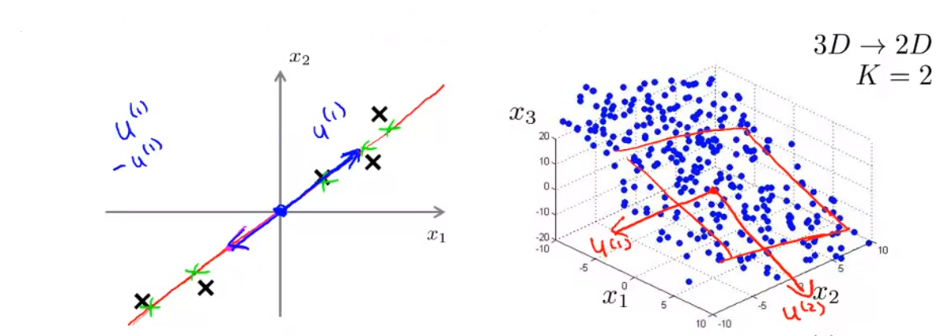 x₂
u⁽¹⁾
-u⁽¹⁾
u⁽¹⁾
x₁
3D → 2D
K = 2
x₃
20
10
0
-10
-20
-10
-5
0
5
10
-10
-5
0
5
10
x₁
x₂
u⁽¹⁾
u⁽²⁾